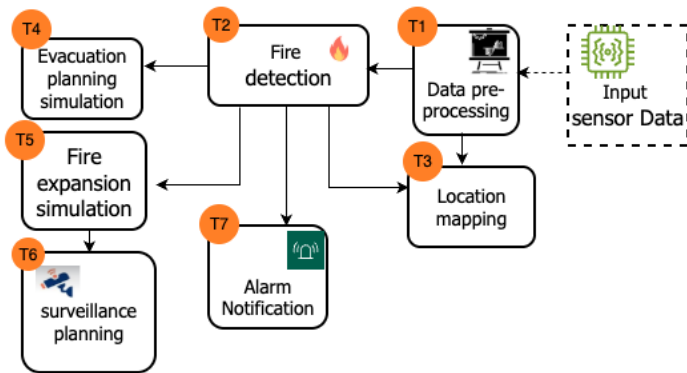 T4
Evacuation
planning
simulation
T2
Fire
detection
T1
Data pre-
processing
Input
sensor Data
T5
Fire
expansion
simulation
T3
Location
mapping
T6
surveillance
planning
T7
Alarm
Notification